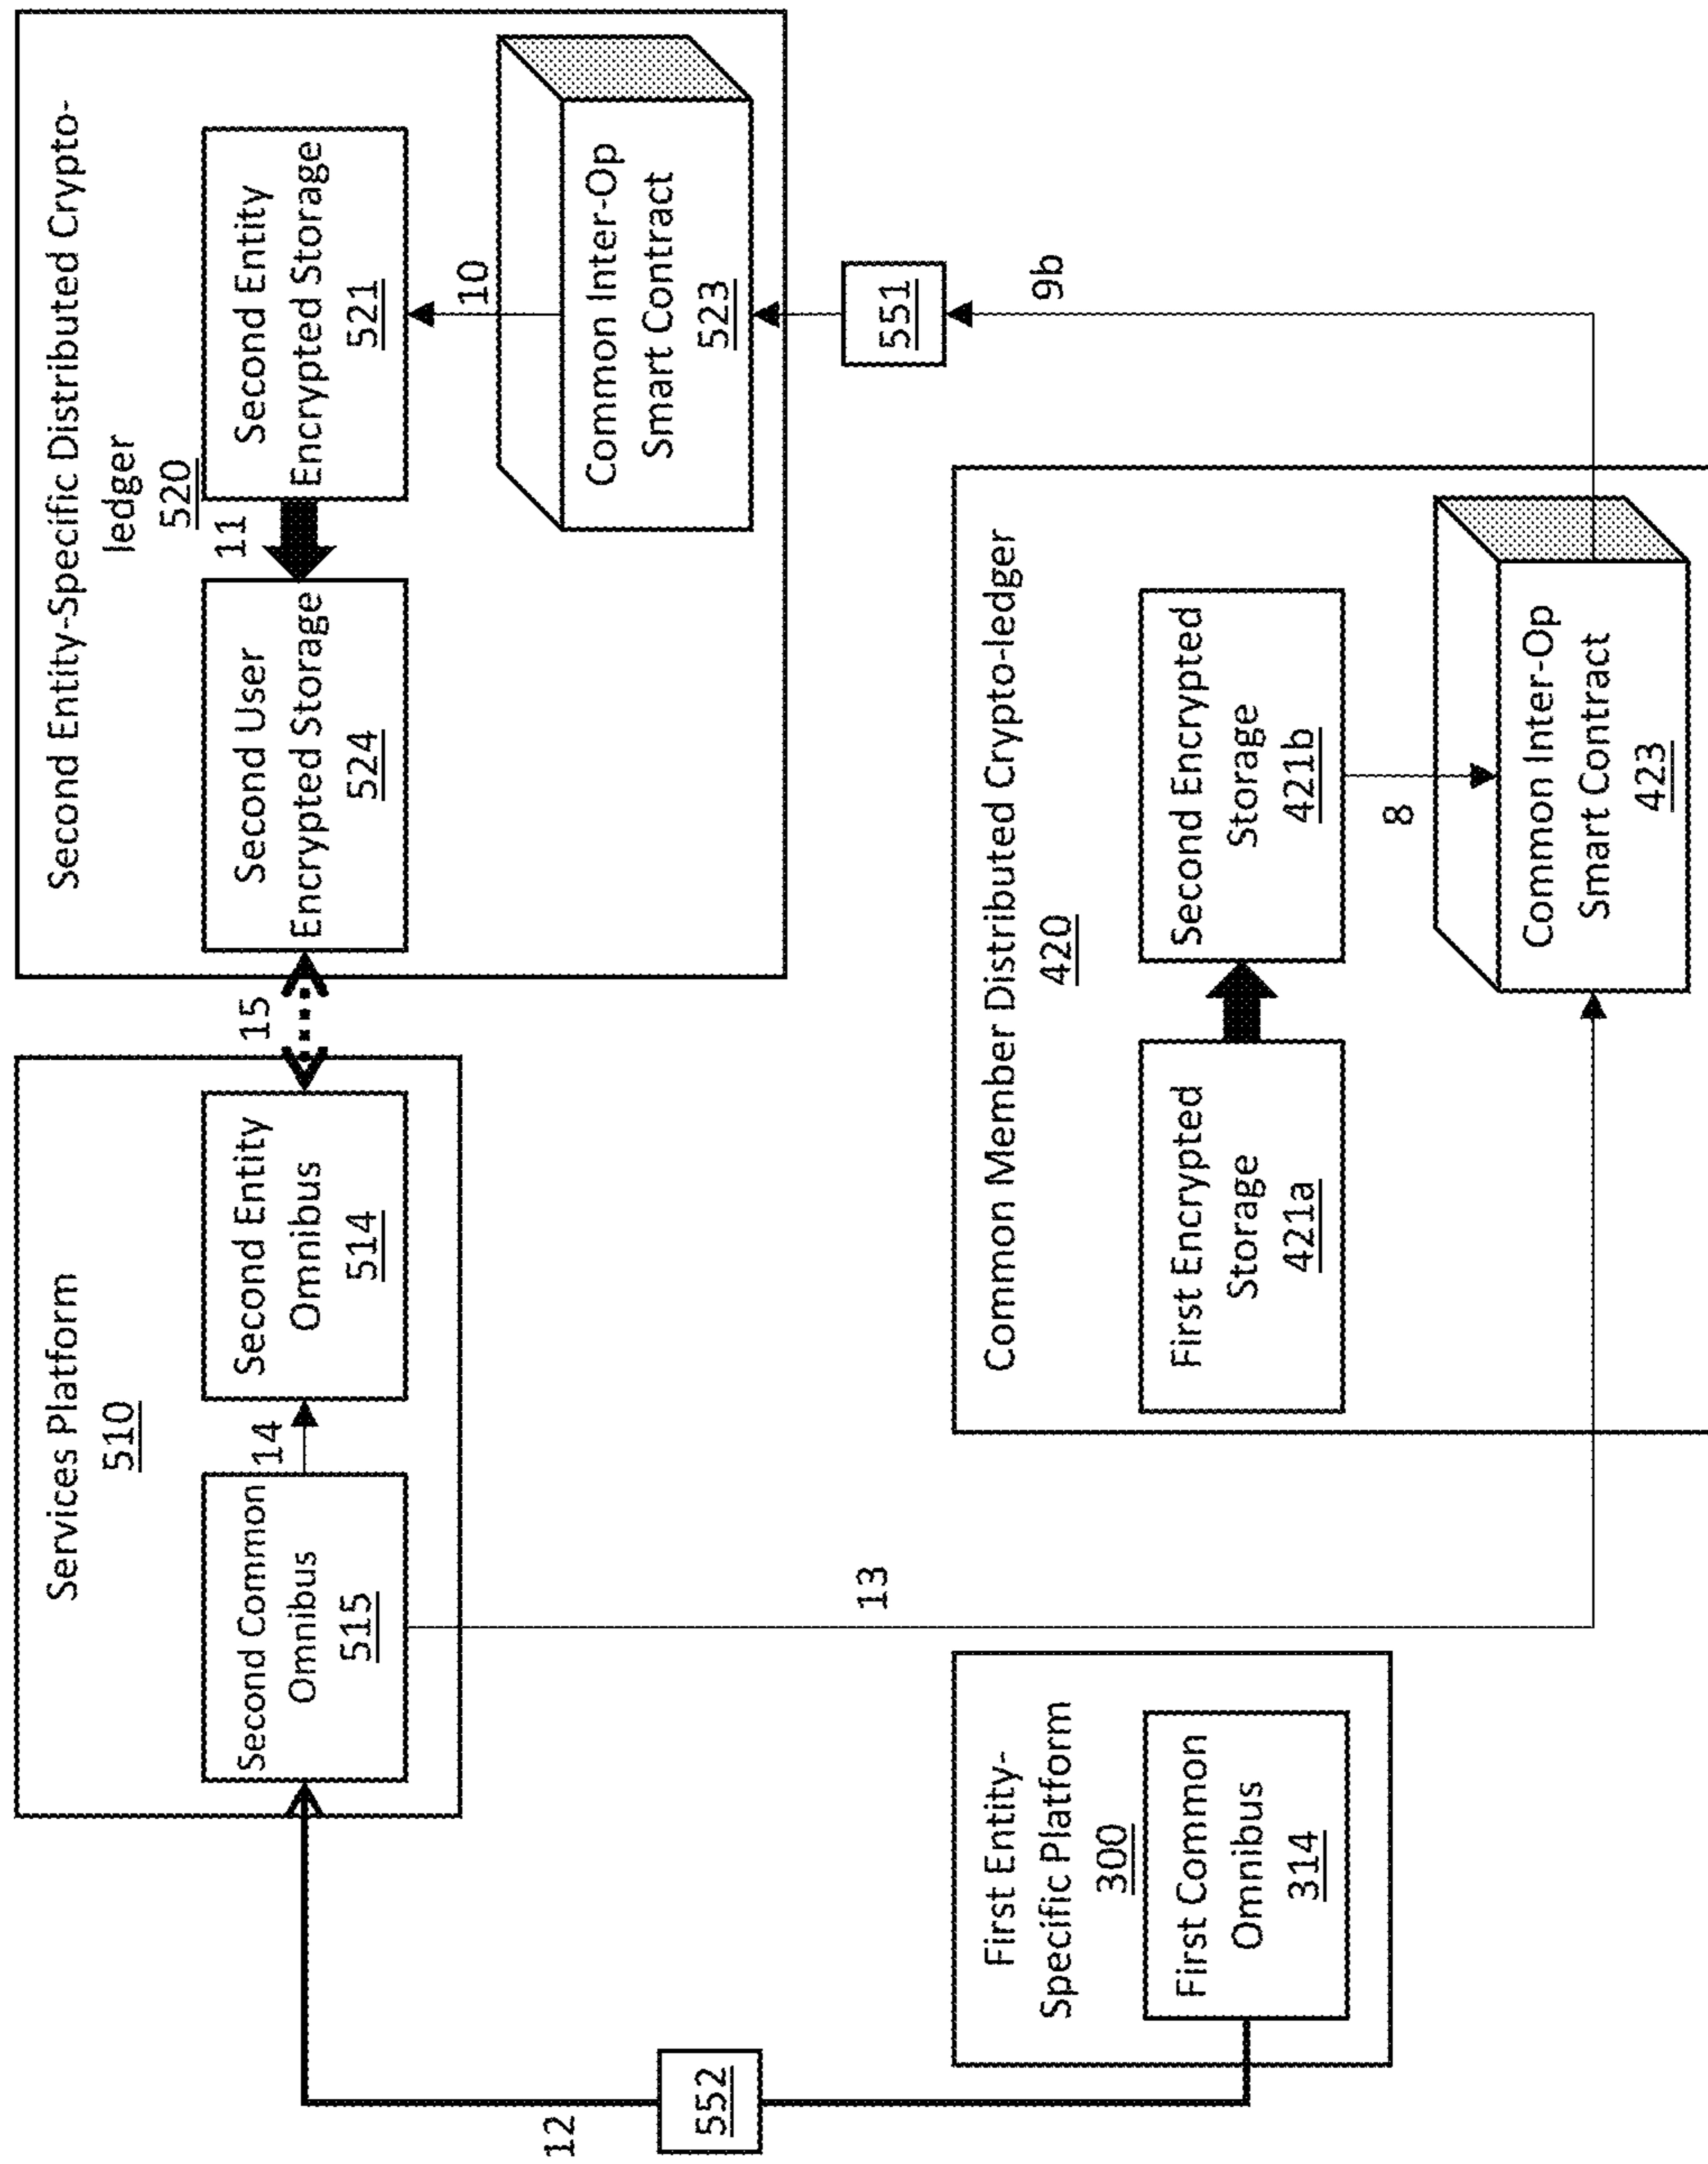 Services Platform
510
Second Common
Omnibus
515
14
Second Entity
Omnibus
514
15
Second Entity-Specific Distributed Crypto-
ledger
520
Second User
Encrypted Storage
524
11
Second Entity
Encrypted Storage
521
10
Common Inter-Op
Smart Contract
523
551
9b
12
552
13
First Entity-
Specific Platform
300
First Common
Omnibus
314
Common Member Distributed Crypto-ledger
420
First Encrypted
Storage
421a
Second Encrypted
Storage
421b
8
Common Inter-Op
Smart Contract
423